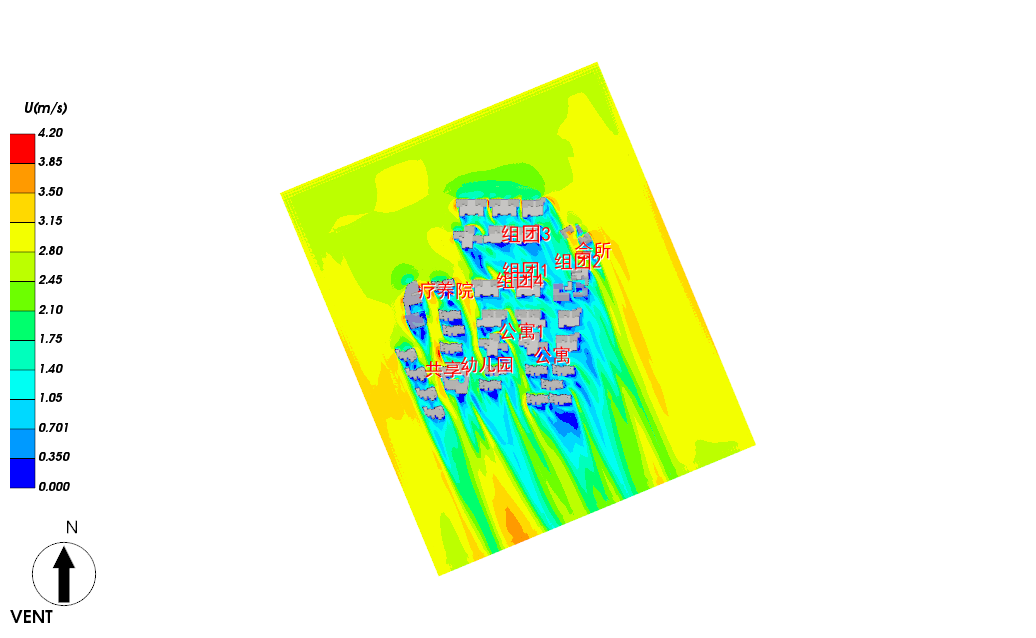 U(m/s)
4.20
3.85
3.50
3.15
2.80
2.45
2.10
1.75
1.40
1.05
0.701
0.350
0.000
组团3
会所
组团2
组团1
组团4
疗养院
公寓1
公寓
幼儿园
共享
N
VENT